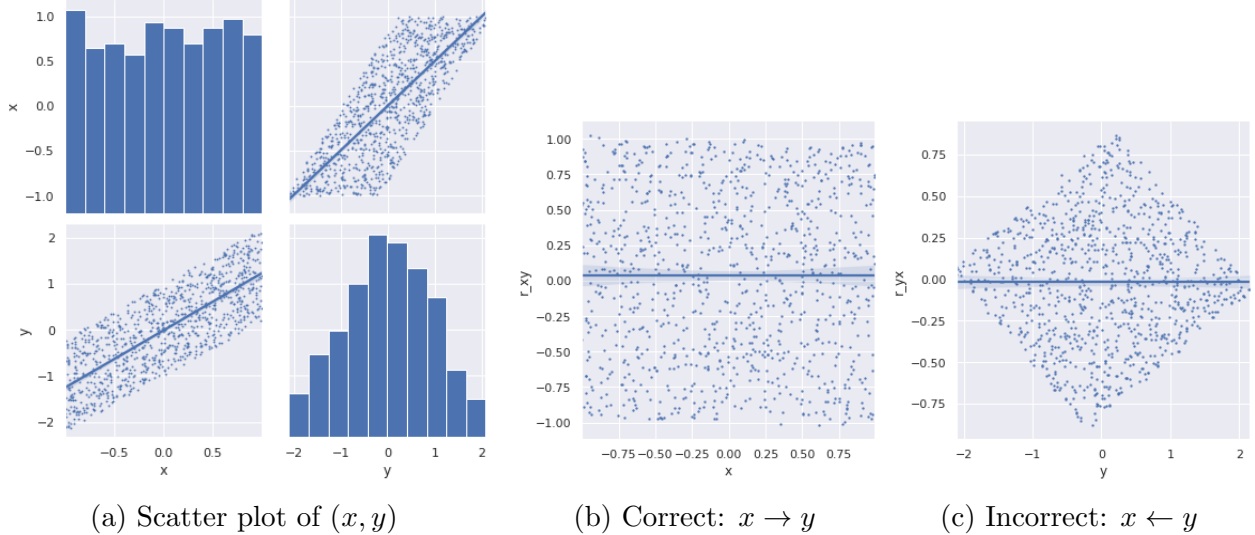 1.0
0.5
0.0
−0.5
−1.0
x
2
1
0
−1
−2
y
−0.5 0.0 0.5
x
−2 −1 0 1 2
y
1.00
0.75
0.50
0.25
0.00
−0.25
−0.50
−0.75
−1.00
r_xy
−0.75 −0.50 −0.25 0.00 0.25 0.50 0.75
x
0.75
0.50
0.25
0.00
−0.25
−0.50
−0.75
r_yx
−2 −1 0 1 2
y
(a) Scatter plot of (x, y)
(b) Correct: x → y
(c) Incorrect: x ← y